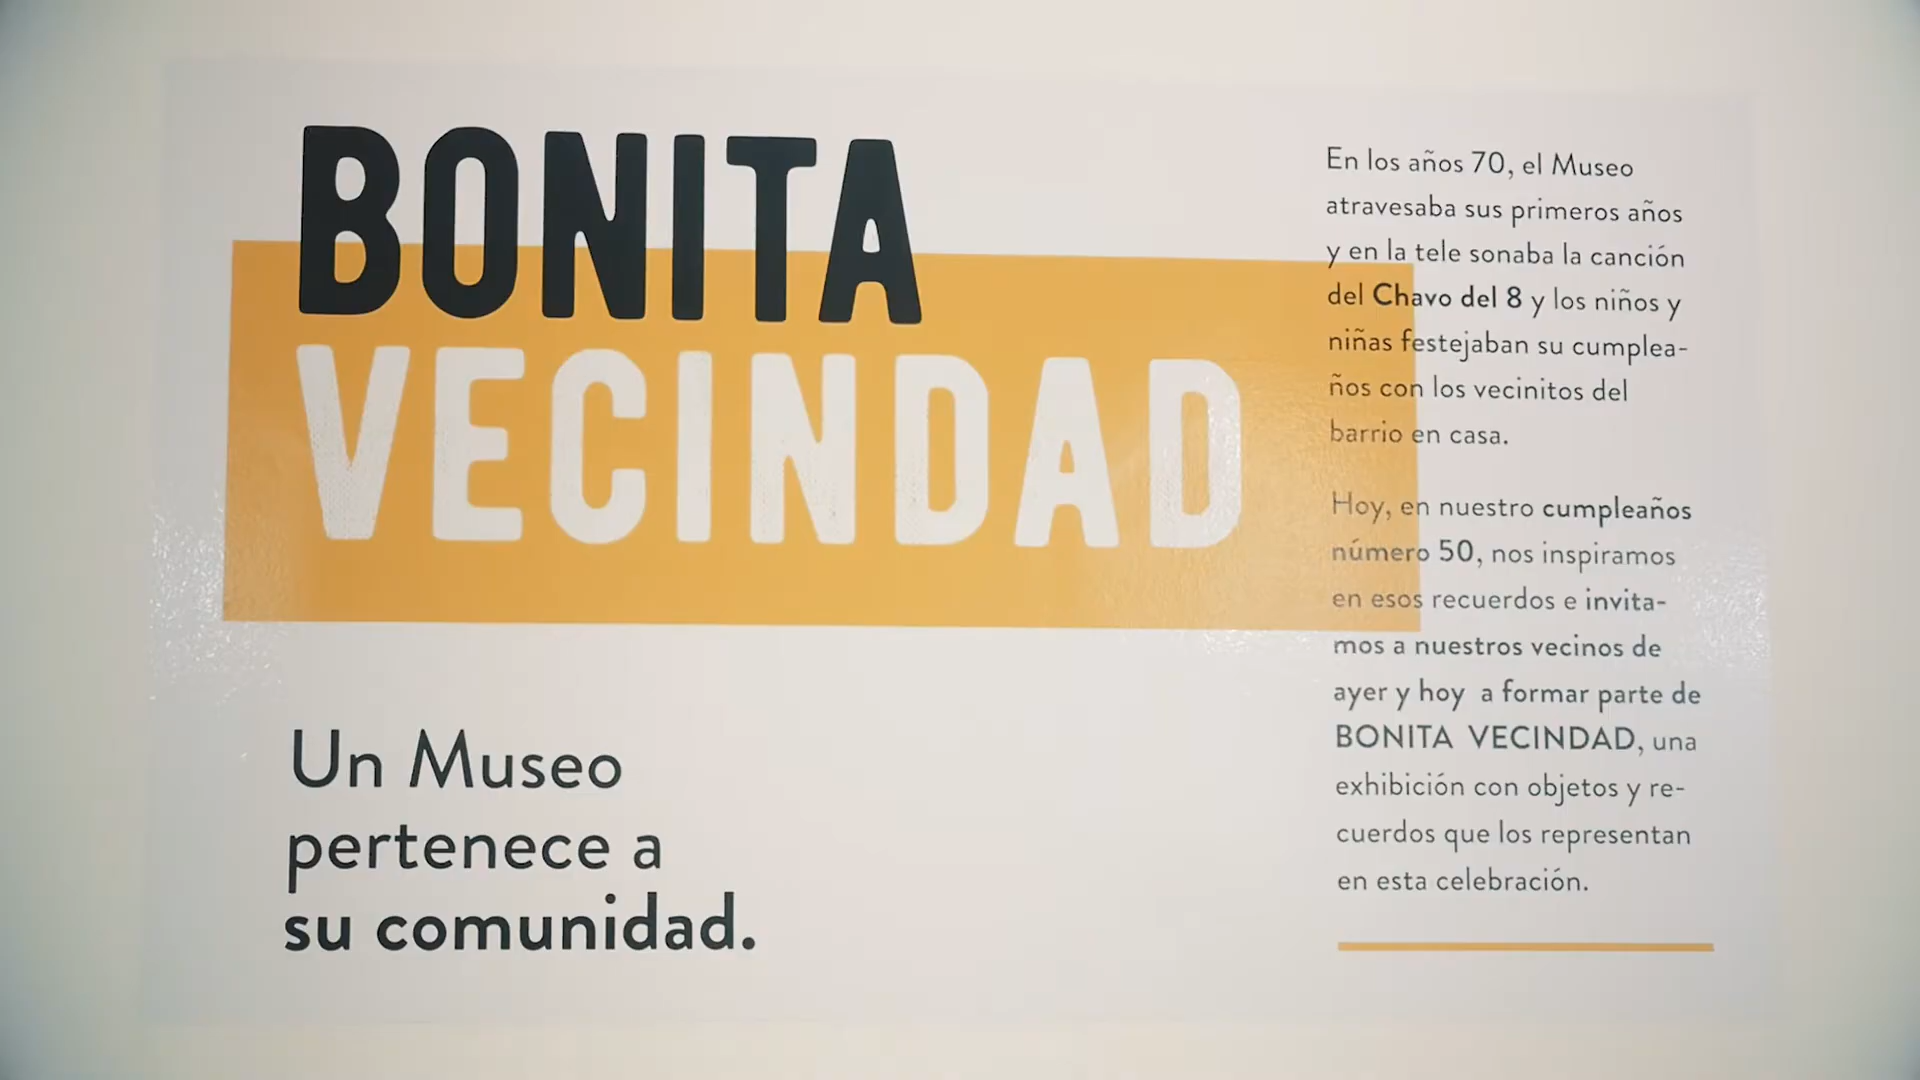 BONITA
VECINDAD
Un Museo
pertenece a
su comunidad.
En los años 70, el Museo
atravesaba sus primeros años
y en la tele sonaba la canción
del Chavo del 8 y los niños y
niñas festejaban su cumplea-
ños con los vecinitos del
barrio en casa.
Hoy, en nuestro cumpleaños
número 50, nos inspiramos
en esos recuerdos e invita-
mos a nuestros vecinos de
ayer y hoy a formar parte de
BONITA VECINDAD, una
exhibición con objetos y re-
cuerdos que los representan
en esta celebración.